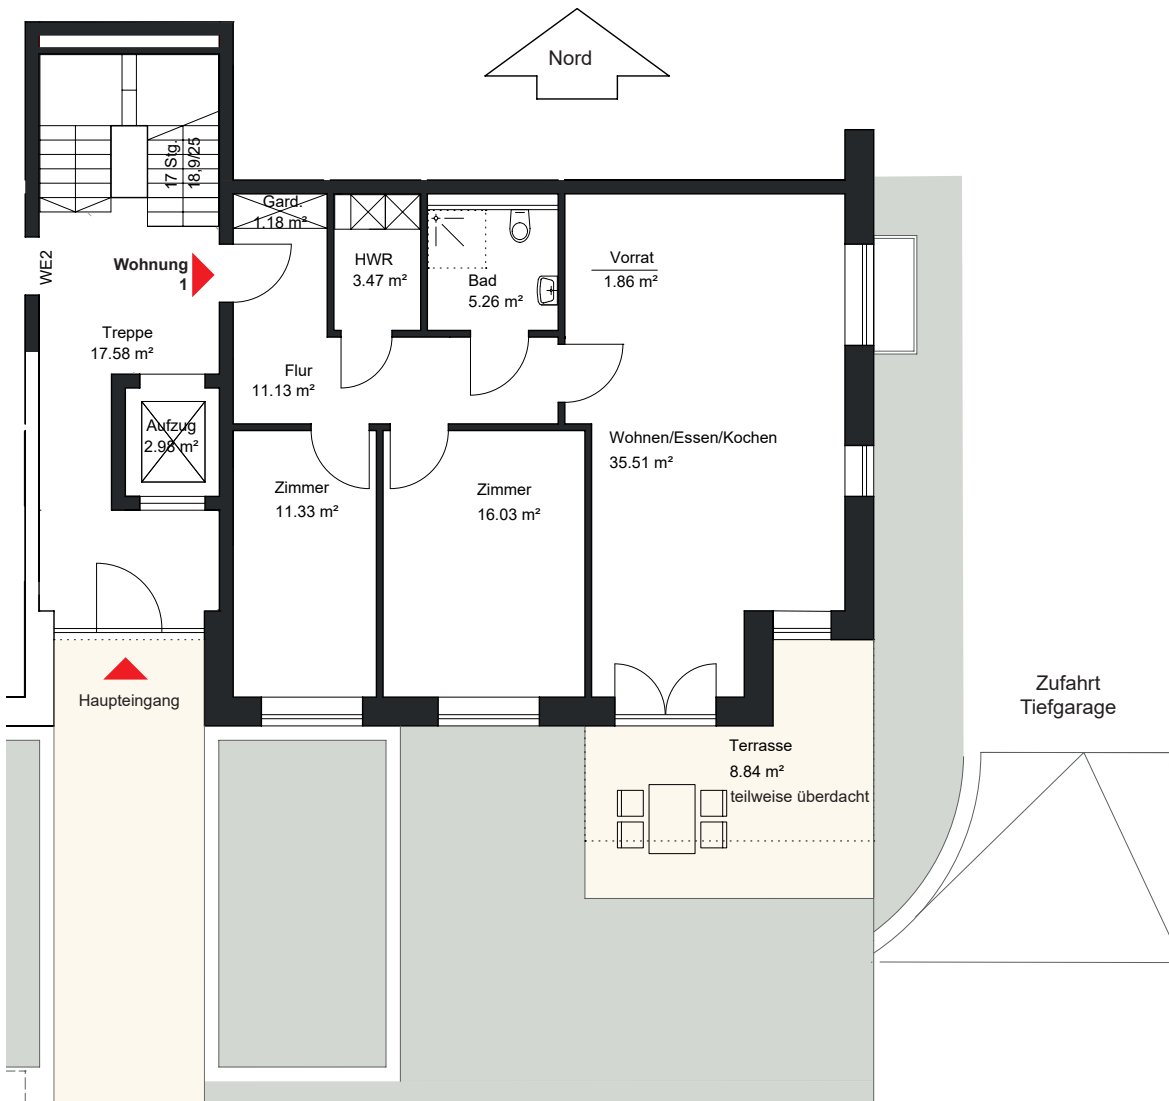 Nord
17 Stg.
18,9/25
Gard.
1.18 m²
WE2
Wohnung
1
HWR
3.47 m²
Bad
5.26 m²
Vorrat
1.86 m²
Treppe
17.58 m²
Flur
11.13 m²
Aufzug
2.98 m²
Wohnen/Essen/Kochen
35.51 m²
Zimmer
11.33 m²
Zimmer
16.03 m²
Haupteingang
Zufahrt
Tiefgarage
Terrasse
8.84 m²
teilweise überdacht